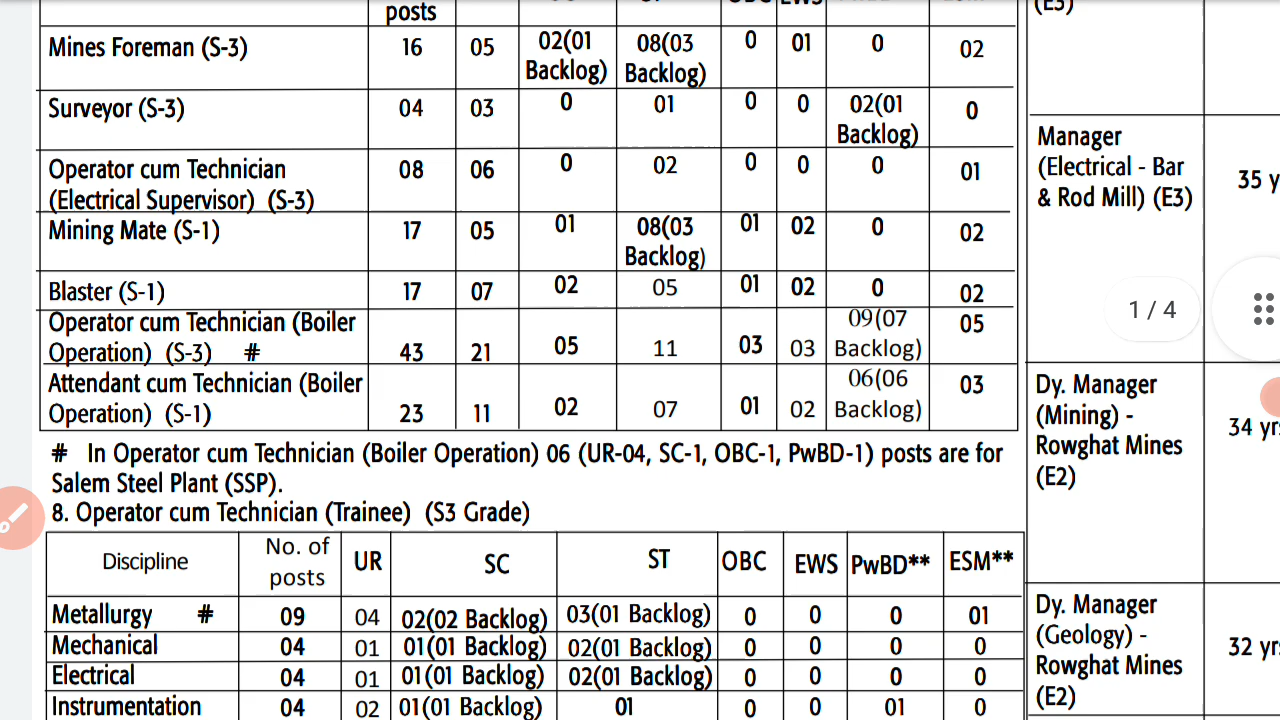 posts
Mines Foreman (S-3) 16 05 02(01 Backlog) 08(03 Backlog) 0 01 0 02
Surveyor (S-3) 04 03 0 01 0 0 02(01 Backlog) 0
Operator cum Technician (Electrical Supervisor) (S-3) 08 06 0 02 0 0 0 01
Mining Mate (S-1) 17 05 01 08(03 Backlog) 01 02 0 02
Blaster (S-1) 17 07 02 05 01 02 0 02
Operator cum Technician (Boiler Operation) (S-3) # 43 21 05 11 03 03 09(07 Backlog) 05
Attendant cum Technician (Boiler Operation) (S-1) 23 11 02 07 01 02 06(06 Backlog) 03
# In Operator cum Technician (Boiler Operation) 06 (UR-04, SC-1, OBC-1, PwBD-1) posts are for
Salem Steel Plant (SSP).
8. Operator cum Technician (Trainee) (S3 Grade)
Discipline No. of posts UR SC ST OBC EWS PwBD** ESM**
Metallurgy # 09 04 02(02 Backlog) 03(01 Backlog) 0 0 0 01
Mechanical 04 01 01(01 Backlog) 02(01 Backlog) 0 0 0 0
Electrical 04 01 01(01 Backlog) 02(01 Backlog) 0 0 0 0
Instrumentation 04 02 01(01 Backlog) 01 0 0 01 0
(E3)
Manager
(Electrical - Bar
& Rod Mill) (E3)
35 y
1 / 4
Dy. Manager
(Mining) -
Rowghat Mines
(E2)
34 yr
Dy. Manager
(Geology) -
Rowghat Mines
(E2)
32 yr